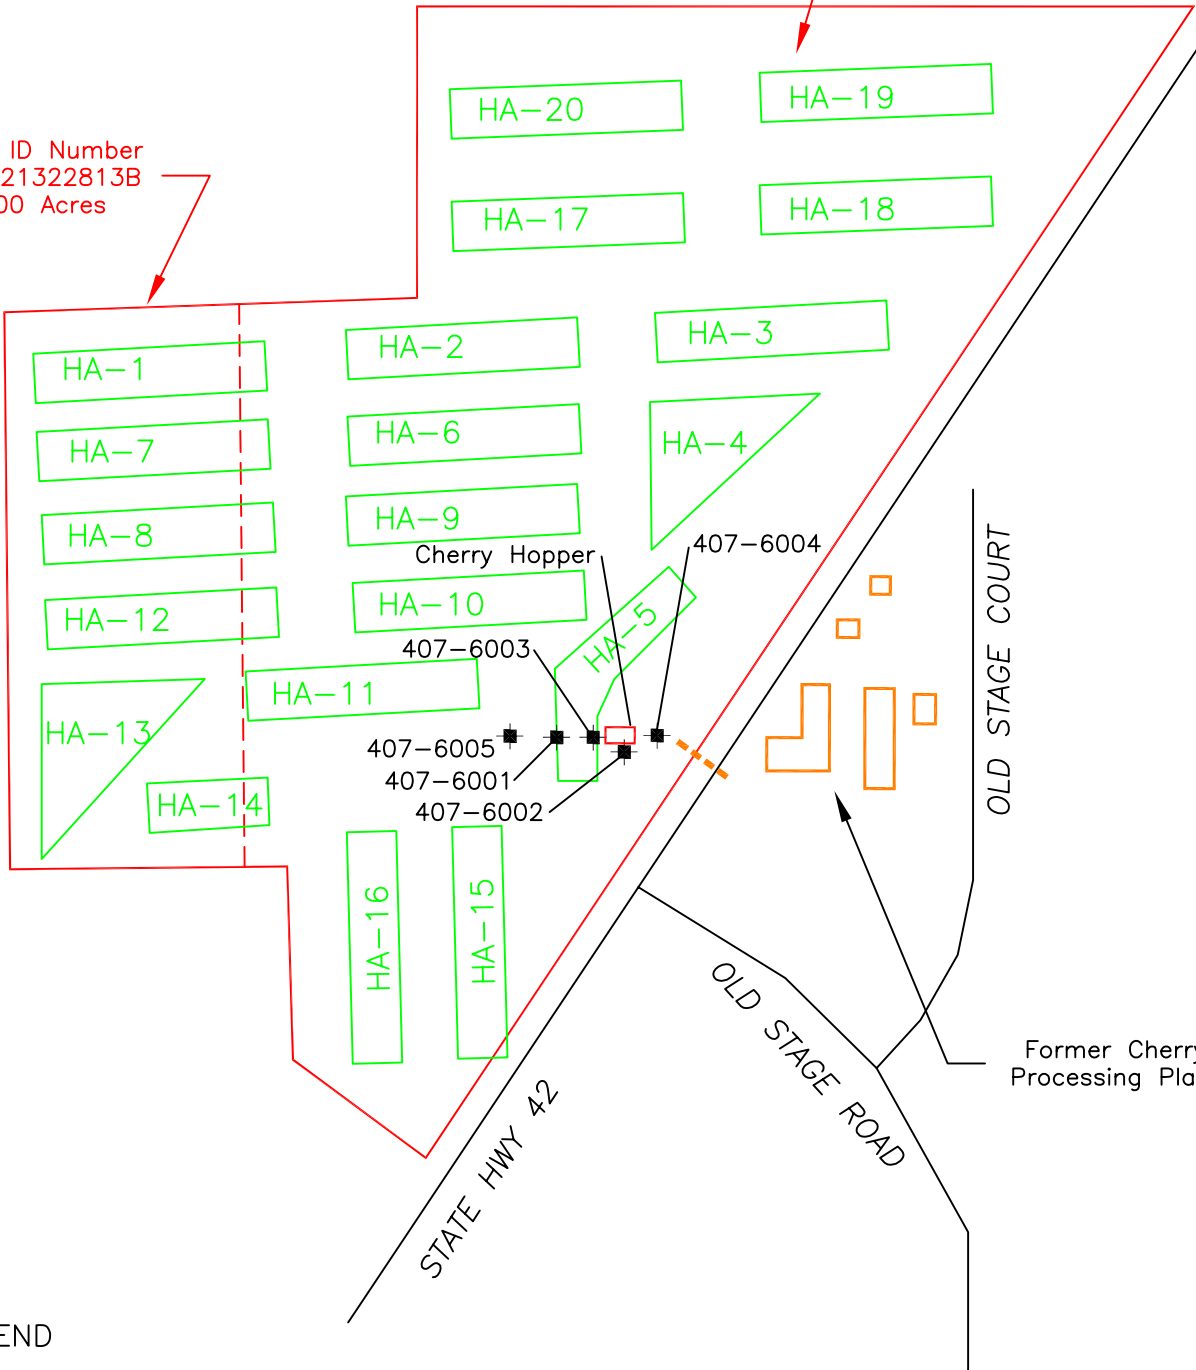 HA-20
HA-19
ID Number
21322813B
00 Acres
HA-17
HA-18
HA-1
HA-2
HA-3
HA-7
HA-6
HA-4
HA-8
HA-9
Cherry Hopper
407-6004
HA-12
HA-10
HA-5
407-6003
HA-11
HA-13
407-6005
407-6001
HA-14
407-6002
HA-16
HA-15
OLD STAGE COURT
OLD STAGE ROAD
Former Cherry
Processing Pla
STATE HWY 42
END